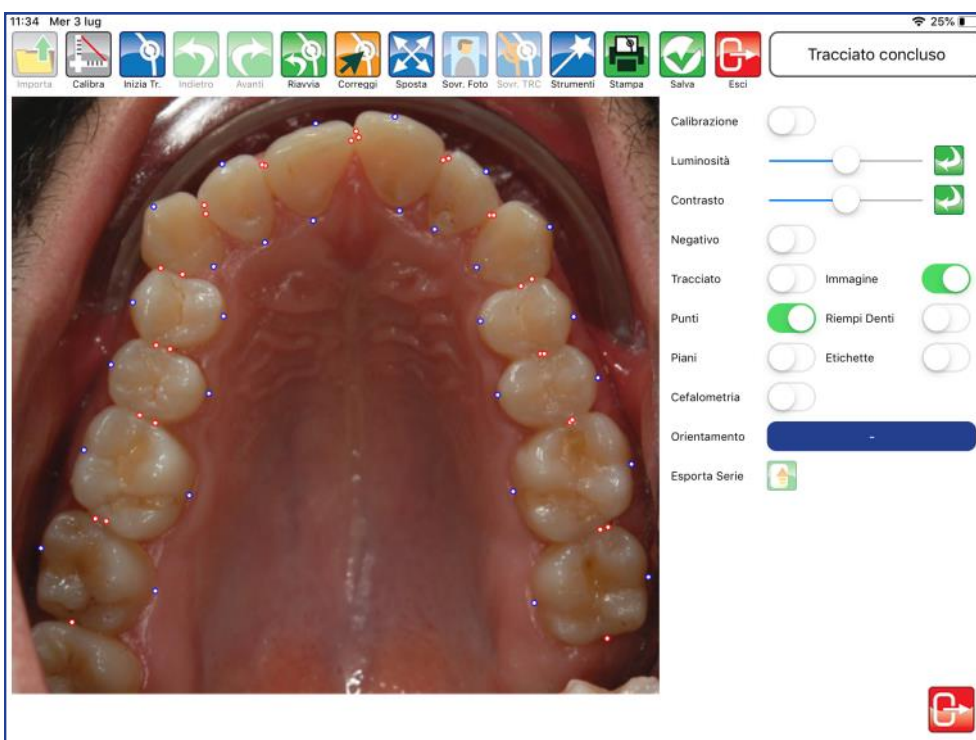 11:34 Mer 3 lug
25%
Importa Calibra Inizia Tr. Indietro Avanti Riavvia Correggi Sposta Sovr. Foto Sovr. TRC Strumenti Stampa Salva Esci
Tracciato concluso
Calibrazione
Luminosità
Contrasto
Negativo
Tracciato Immagine
Punti Riempi Denti
Piani Etichette
Cefalometria
Orientamento -
Esporta Serie